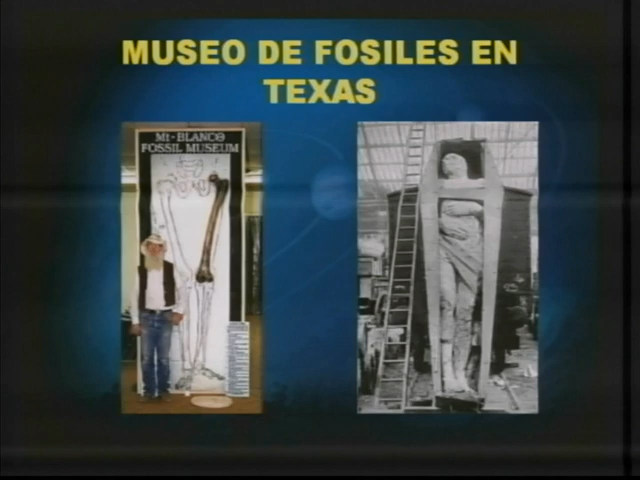 MUSEO DE FOSILES EN
TEXAS
Mt-BLANCO
FOSSIL MUSEUM